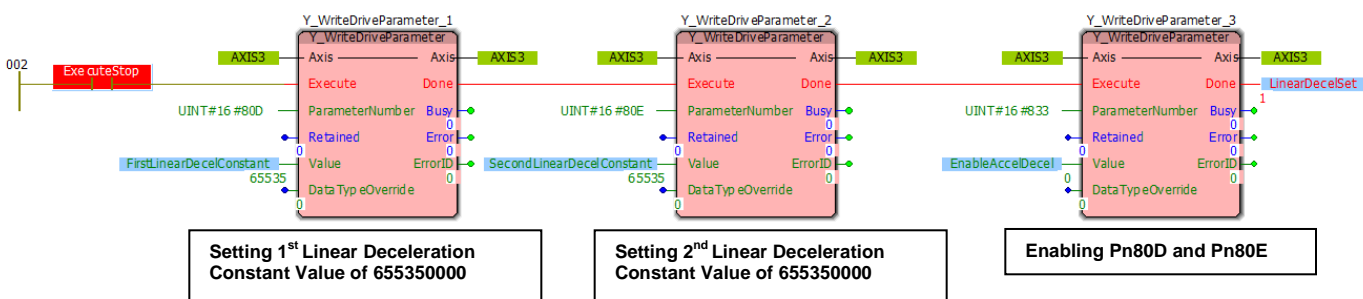 Y_WriteDriveParameter_1 Y_WriteDriveParameter_2 Y_WriteDriveParameter_3
Y_WriteDriveParameter Y_WriteDriveParameter Y_WriteDriveParameter
AXIS3 Axis Axis AXIS3 AXIS3 Axis Axis AXIS3 AXIS3 Axis Axis AXIS3
002 ExecuteStop Execute Done Execute Done Execute Done LinearDecelSet
1
UINT#16#80D ParameterNumber Busy UINT#16#80E ParameterNumber Busy UINT#16#833 ParameterNumber Busy
0 0 0
Retained Error Retained Error Retained Error
0 0 0 0 0 0
FirstLinearDecelConstant Value ErrorID SecondLinearDecelConstant Value ErrorID EnableAccelDecel Value ErrorID
65535 0 65535 0 0 0
DataTypeOverride DataTypeOverride DataTypeOverride
0 0 0
Setting 1st Linear Deceleration Setting 2nd Linear Deceleration Enabling Pn80D and Pn80E
Constant Value of 655350000 Constant Value of 655350000